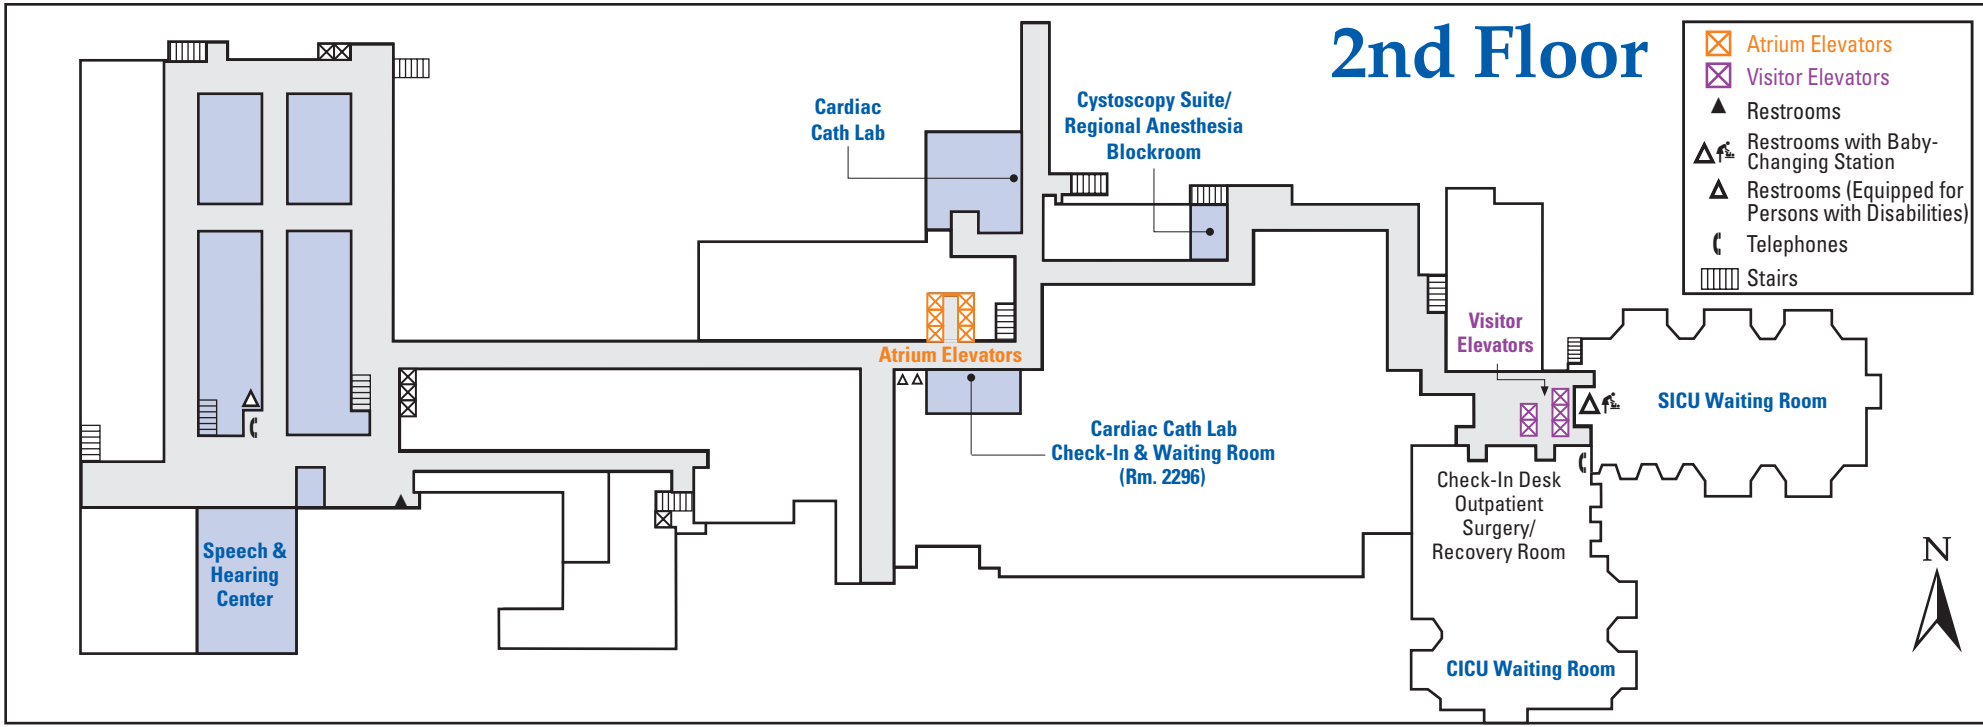 2nd Floor
Atrium Elevators
Visitor Elevators
Restrooms
Restrooms with Baby-
Changing Station
Restrooms (Equipped for
Persons with Disabilities)
Telephones
Stairs
Cardiac
Cath Lab
Cystoscopy Suite/
Regional Anesthesia
Blockroom
Visitor
Elevators
Atrium Elevators
SICU Waiting Room
Cardiac Cath Lab
Check-In & Waiting Room
(Rm. 2296)
Check-In Desk
Outpatient
Surgery/
Recovery Room
Speech &
Hearing
Center
N
CICU Waiting Room